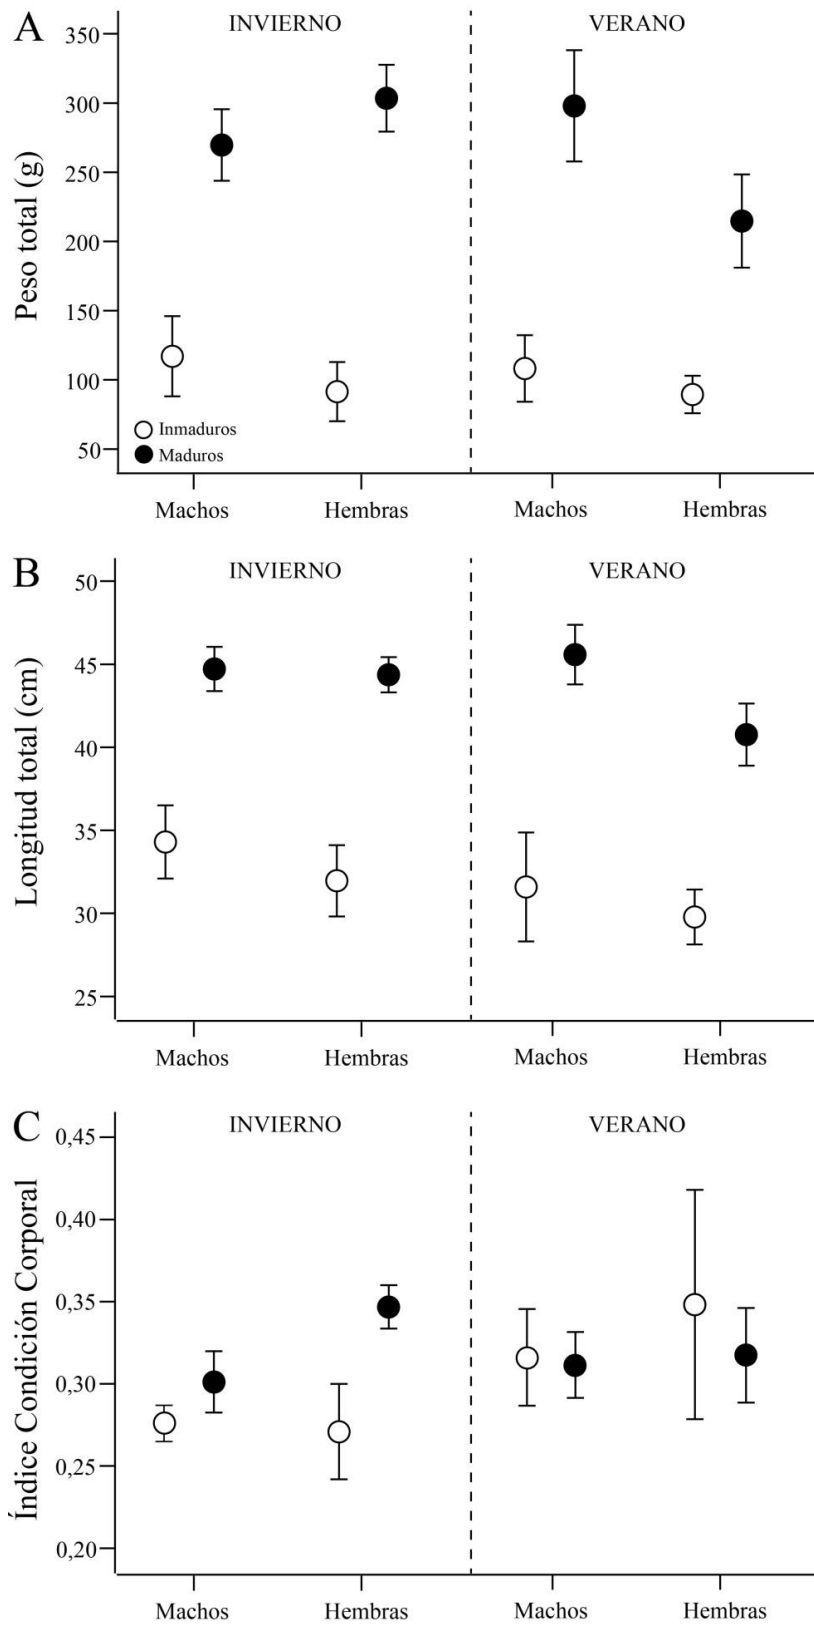 A
INVIERNO
VERANO
Peso total (g)
350
300
250
200
150
100
50
Inmaduros
Maduros
Machos
Hembras
Machos
Hembras
B
INVIERNO
VERANO
Longitud total (cm)
50
45
40
35
30
25
Machos
Hembras
Machos
Hembras
C
INVIERNO
VERANO
Índice Condición Corporal
0,45
0,40
0,35
0,30
0,25
0,20
Machos
Hembras
Machos
Hembras